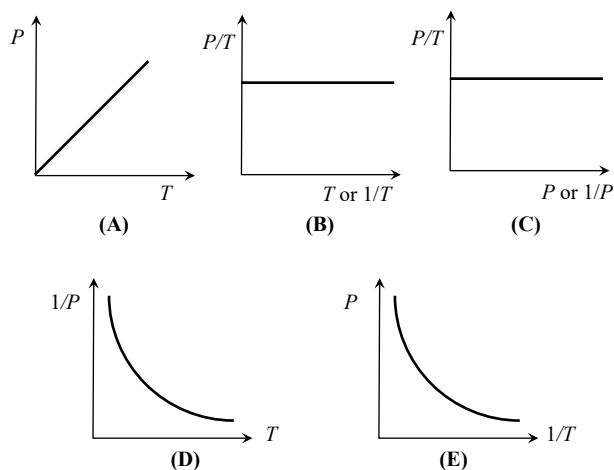 P
T
(A)
P/T
T or 1/T
(B)
P/T
P or 1/P
(C)
1/P
T
(D)
P
1/T
(E)